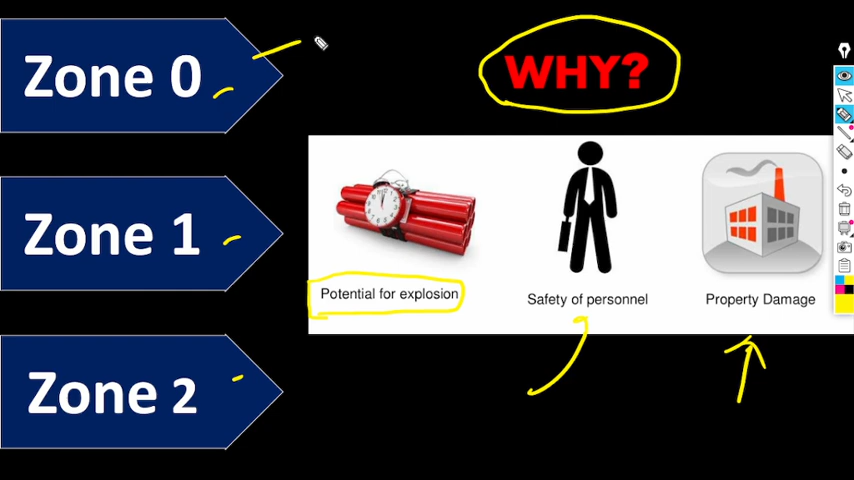 Zone 0
WHY?
Zone 1
Potential for explosion
Safety of personnel
Property Damage
Zone 2